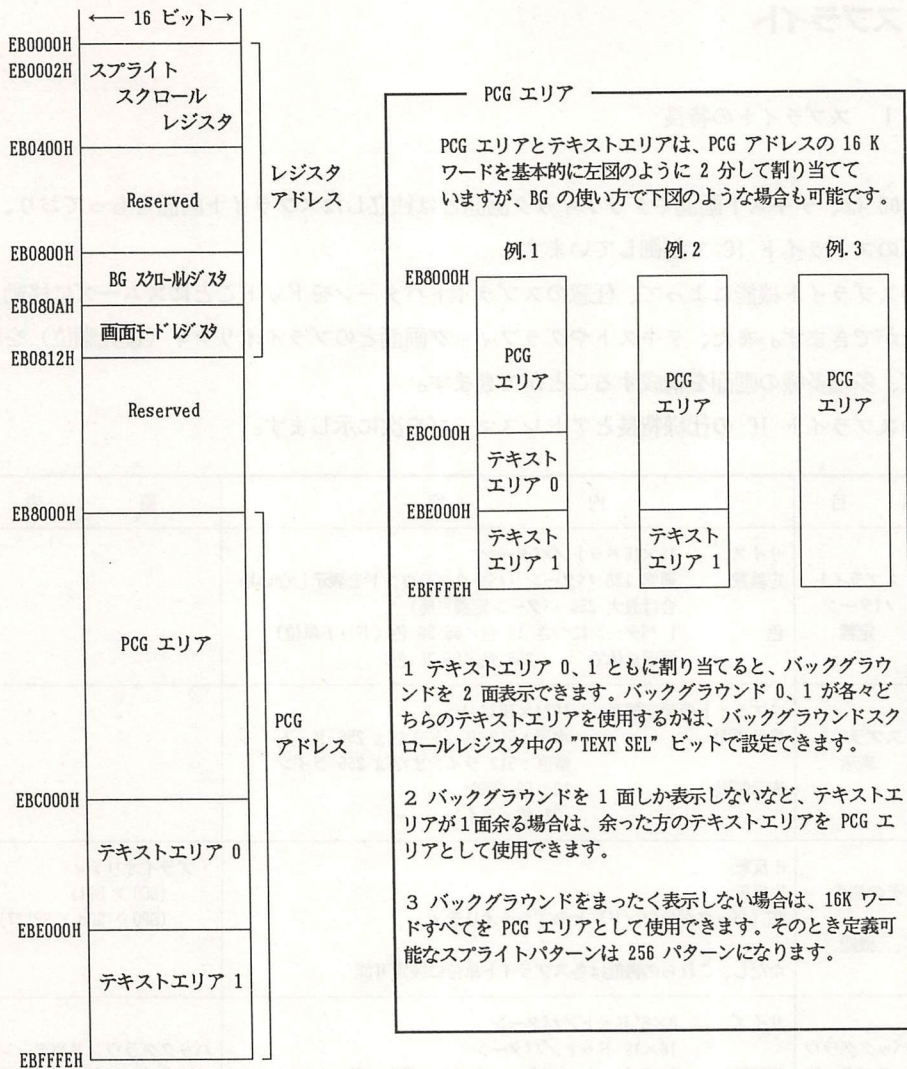 ← 16 ビット→
EB0000H
EB0002H
スプライト
スクロール
レジスタ
EB0400H
Reserved
EB0800H
BG スクロールレジスタ
EB080AH
画面モードレジスタ
EB0812H
Reserved
EB8000H
PCG エリア
EBC000H
テキストエリア 0
EBE000H
テキストエリア 1
EBFFFEH
レジスタ
アドレス
PCG
アドレス
PCG エリア
PCG エリアとテキストエリアは、PCG アドレスの 16 K
ワードを基本的に左図のように 2 分して割り当てて
いますが、BG の使い方で下図のような場合も可能です。
例.1
例.2
例.3
EB8000H
PCG
エリア
EBC000H
テキスト
エリア 0
EBE000H
テキスト
エリア 1
EBFFFEH
PCG
エリア
テキスト
エリア 1
PCG
エリア
1 テキストエリア 0、1 ともに割り当てると、バックグラウ
ンドを 2 面表示できます。バックグラウンド 0、1 が各々ど
ちらのテキストエリアを使用するかは、バックグラウンドスク
ロールレジスタ中の "TEXT SEL" ビットで設定できます。
2 バックグラウンドを 1 面しか表示しないなど、テキストエ
リアが1面余る場合は、余った方のテキストエリアを PCG エ
リアとして使用できます。
3 バックグラウンドをまったく表示しない場合は、16K ワー
ドすべてを PCG エリアとして使用できます。そのとき定義可
能なスプライトパターンは 256 パターンになります。